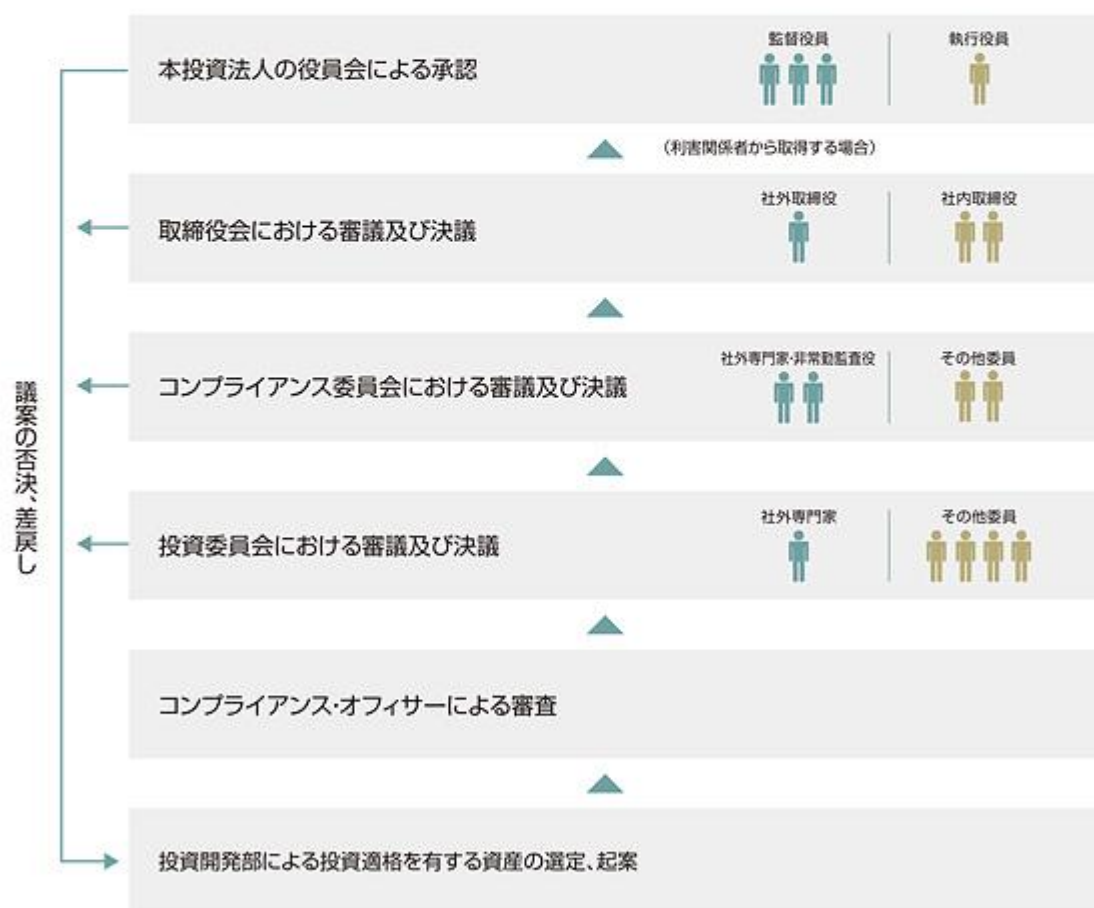 監督役員
執行役員
本投資法人の役員会による承認
（利害関係者から取得する場合）
社外取締役
社内取締役
取締役会における審議及び決議
社外専門家・非常勤監査役
その他委員
コンプライアンス委員会における審議及び決議
議案の否決、差戻し
社外専門家
その他委員
投資委員会における審議及び決議
コンプライアンス・オフィサーによる審査
投資開発部による投資適格を有する資産の選定、起案